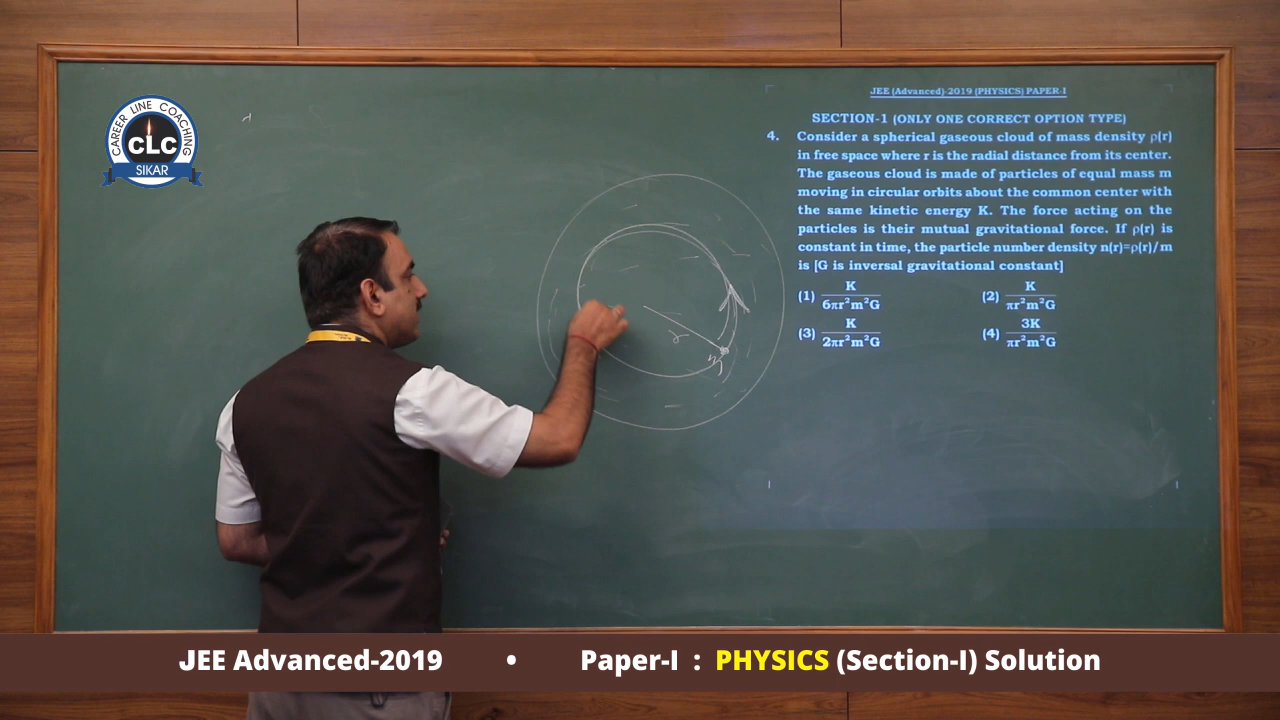 CAREER LINE COACHING
CLC
SIKAR
JEE (Advanced)-2019 (PHYSICS) PAPER-I
SECTION-1 (ONLY ONE CORRECT OPTION TYPE)
4. Consider a spherical gaseous cloud of mass density ρ(r)
in free space where r is the radial distance from its center.
The gaseous cloud is made of particles of equal mass m
moving in circular orbits about the common center with
the same kinetic energy K. The force acting on the
particles is their mutual gravitational force. If ρ(r) is
constant in time, the particle number density n(r)=ρ(r)/m
is [G is inversal gravitational constant]
(1) K/6πr²m²G (2) K/πr²m²G
(3) K/2πr²m²G (4) 3K/πr²m²G
r
m
JEE Advanced-2019 • Paper-I : PHYSICS (Section-I) Solution